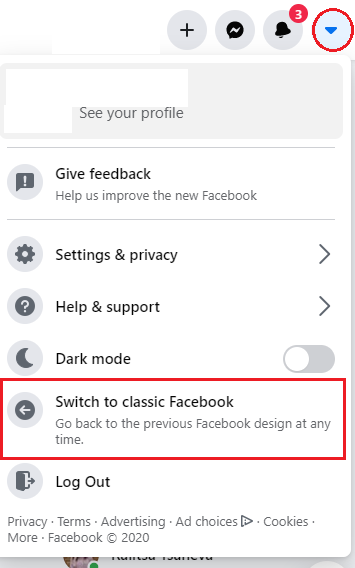 3
See your profile
Give feedback
Help us improve the new Facebook
Settings & privacy
Help & support
Dark mode
Switch to classic Facebook
Go back to the previous Facebook design at any
time.
Log Out
Privacy · Terms · Advertising · Ad choices · Cookies ·
More · Facebook © 2020